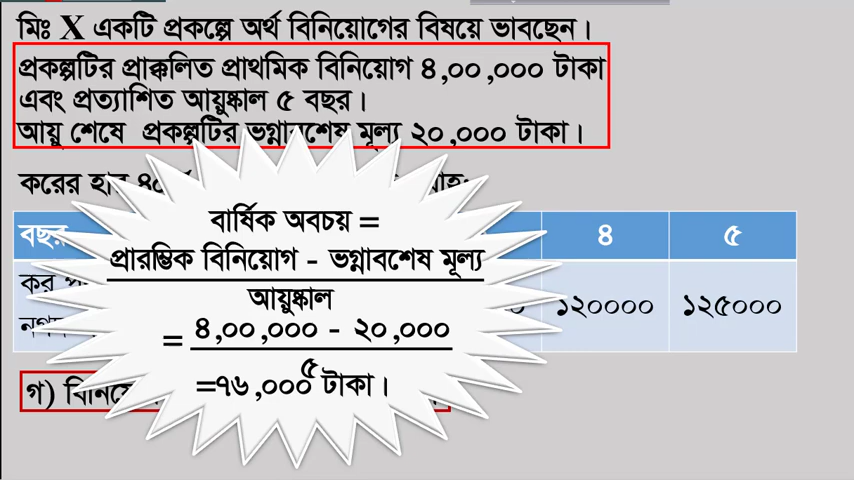 মিঃ X একটি প্রকল্পে অর্থ বিনিয়োগের বিষয়ে ভাবছেন।
প্রকল্পটির প্রাক্কলিত প্রাথমিক বিনিয়োগ ৪,০০,০০০ টাকা
এবং প্রত্যাশিত আয়ুষ্কাল ৫ বছর।
আয়ু শেষে প্রকল্পটির ভগ্নাবশেষ মূল্য ২০,০০০ টাকা।
করের হার
বছর ৪ ৫
কর ১২০০০০ ১২৫০০০
বার্ষিক অবচয় =
প্রারম্ভিক বিনিয়োগ - ভগ্নাবশেষ মূল্য
আয়ুষ্কাল
= ৪,০০,০০০ - ২০,০০০
৫
=৭৬,০০০ টাকা।
গ)